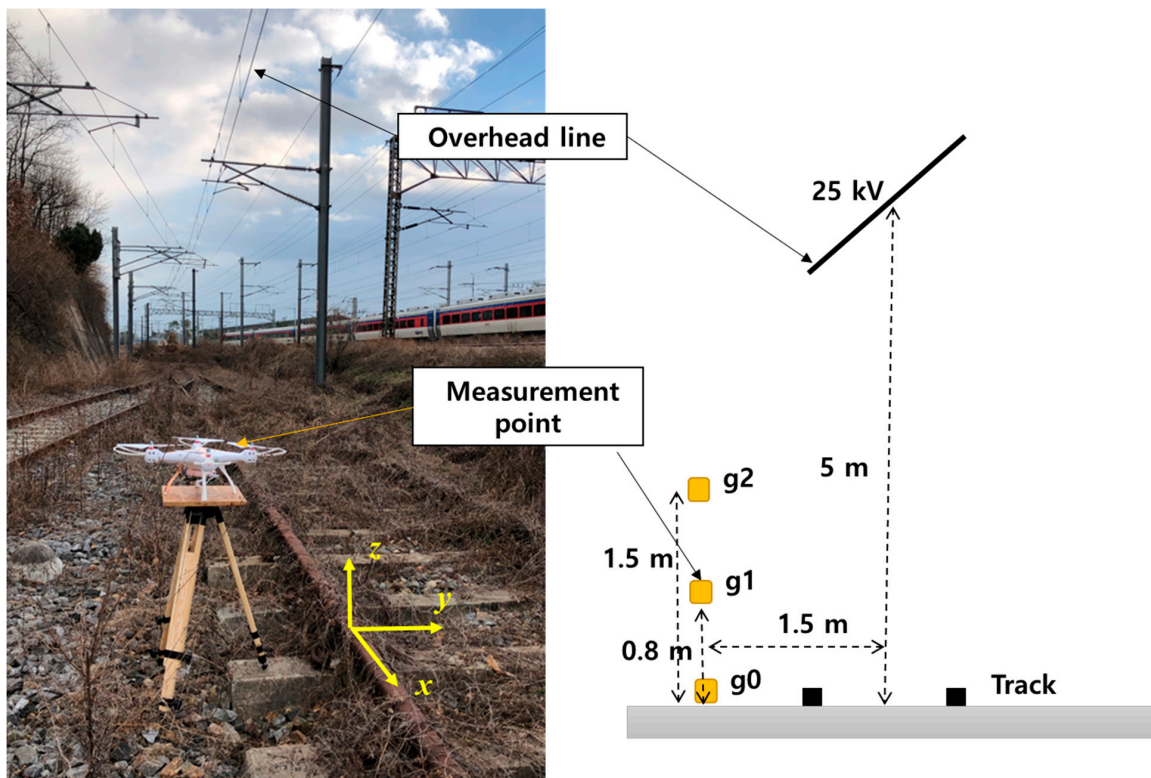 Overhead line
25 kV
Measurement
point
g2
5 m
1.5 m
g1
1.5 m
0.8 m
g0
Track
z
y
x